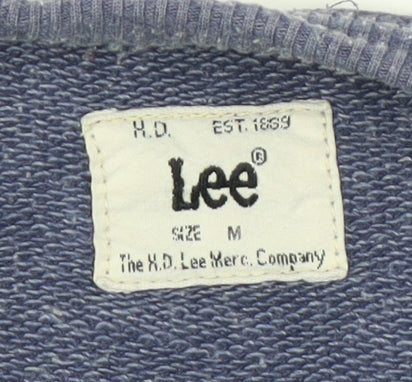 H.D. EST. 1889
Lee®
SIZE M
The H.D. Lee Merc. Company